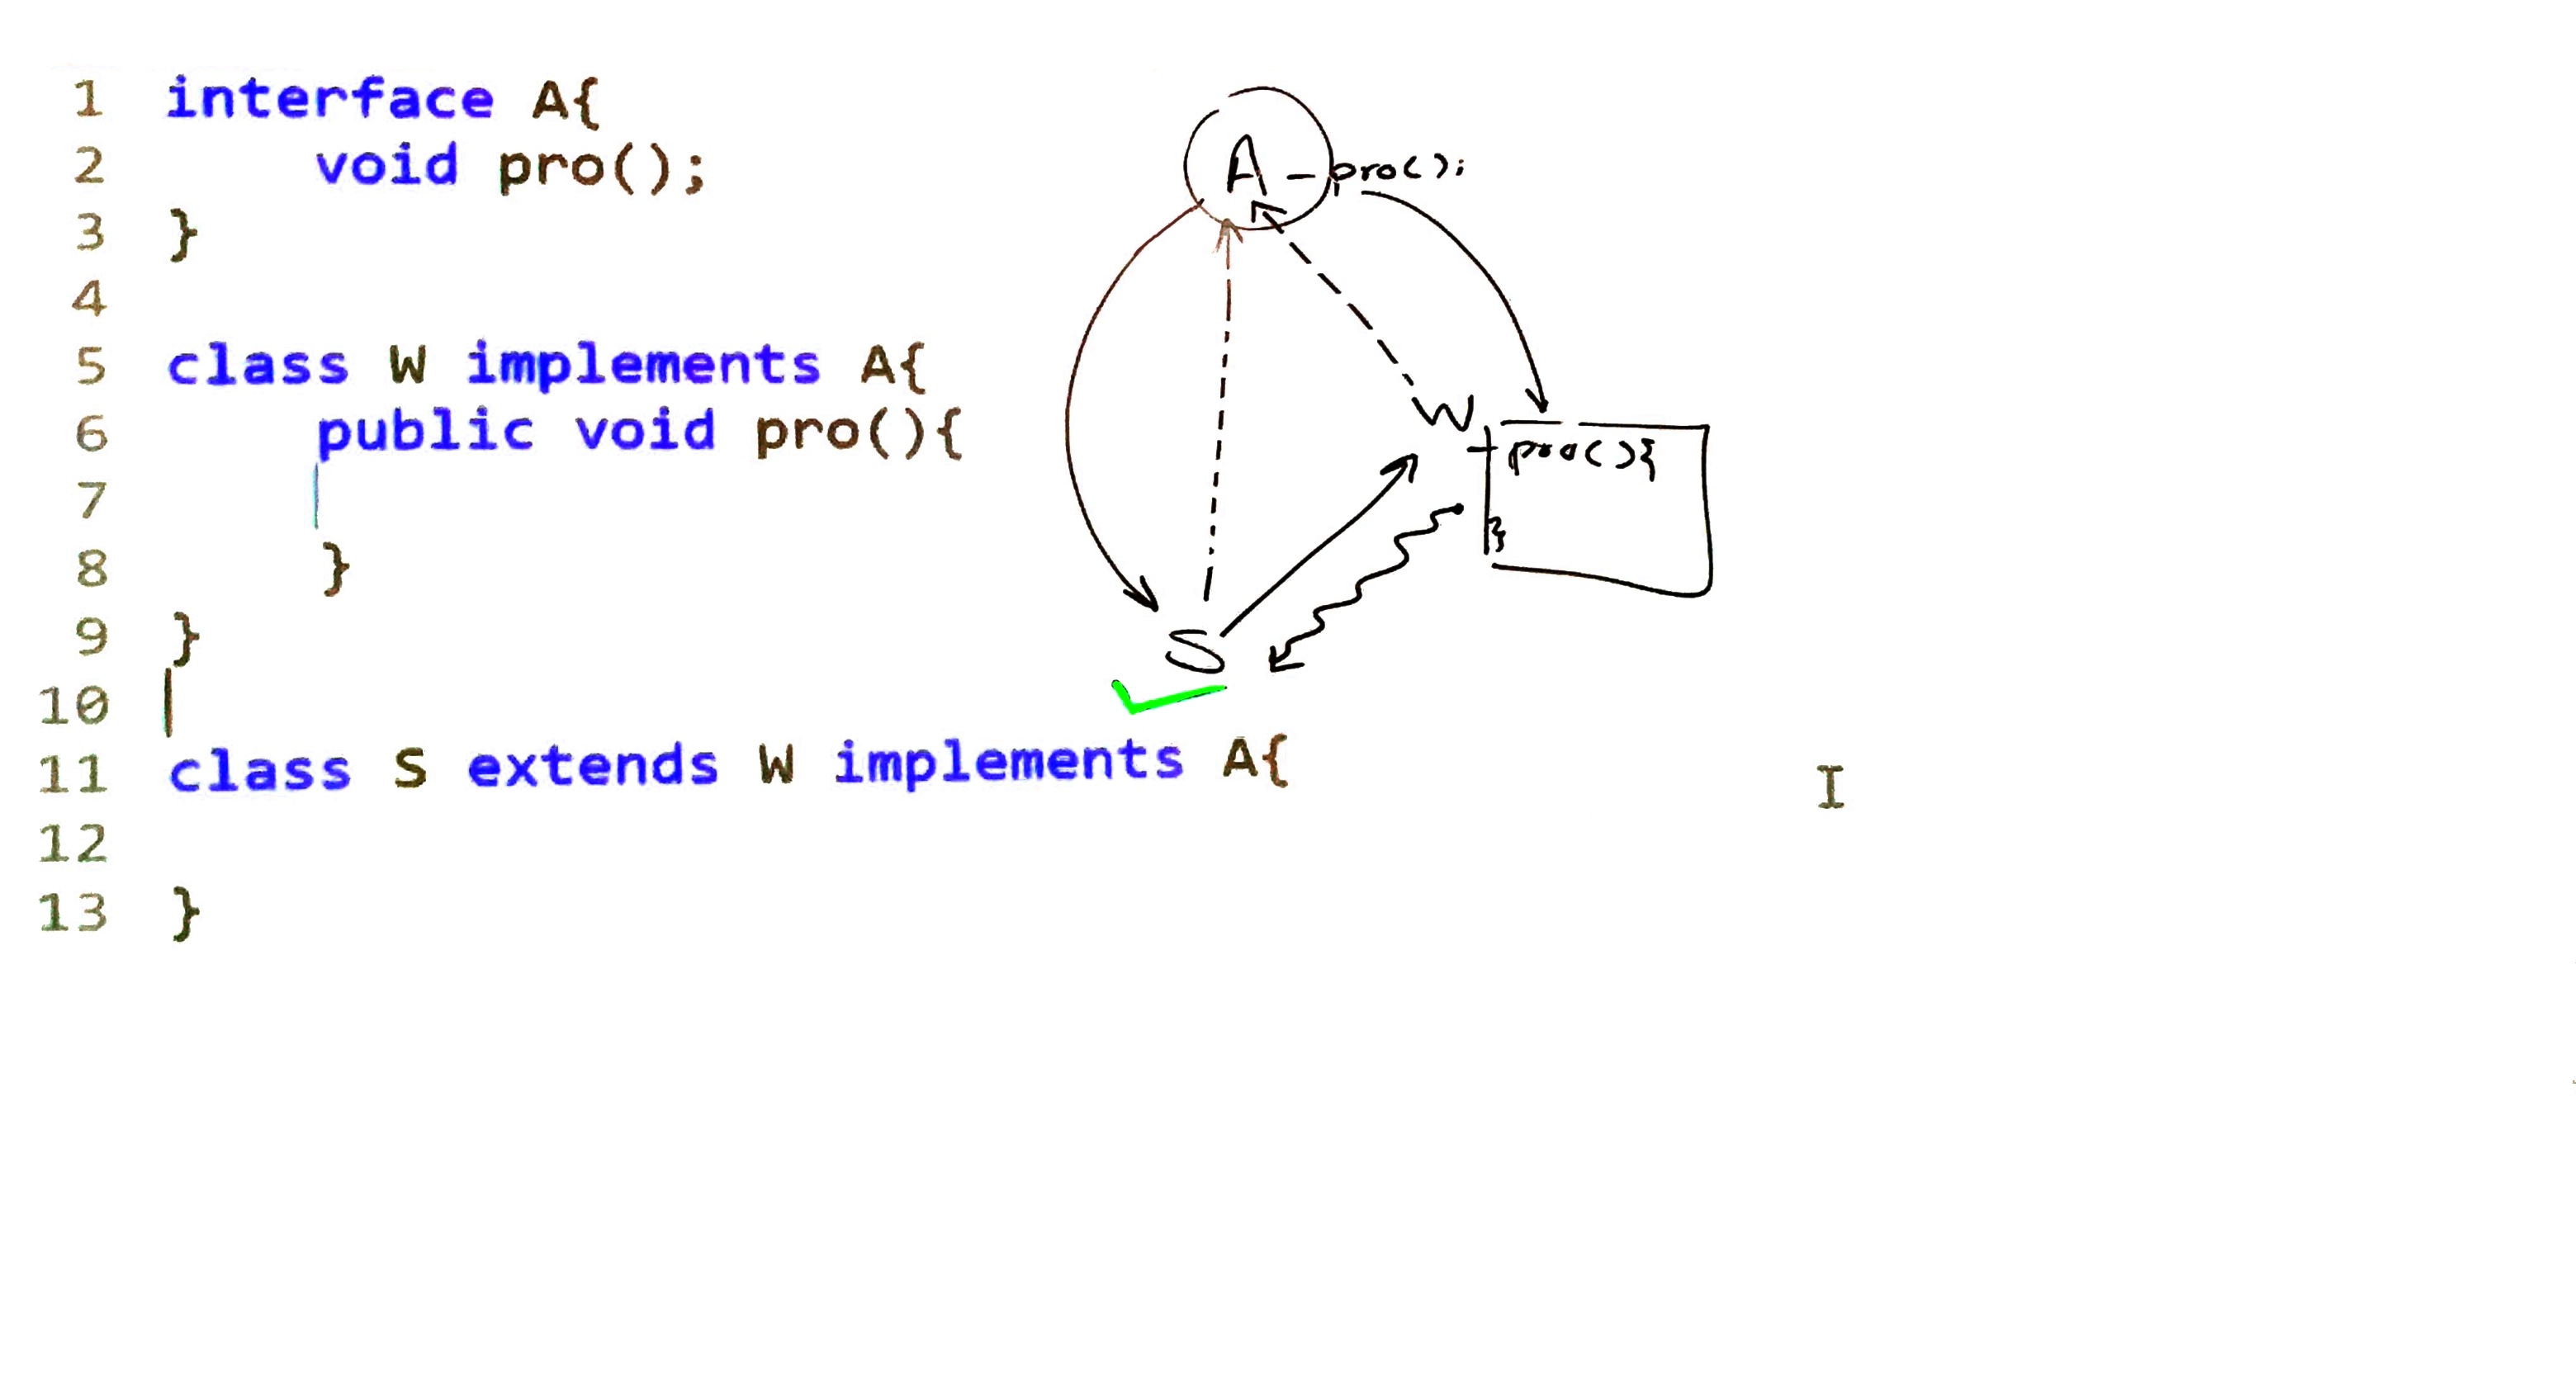 1 interface A{
2 void pro();
3 }
4
5 class W implements A{
6 public void pro(){
7
8 }
9 }
10
11 class S extends W implements A{
12
13 }
A - pro();
W
+ pro(){
}
S